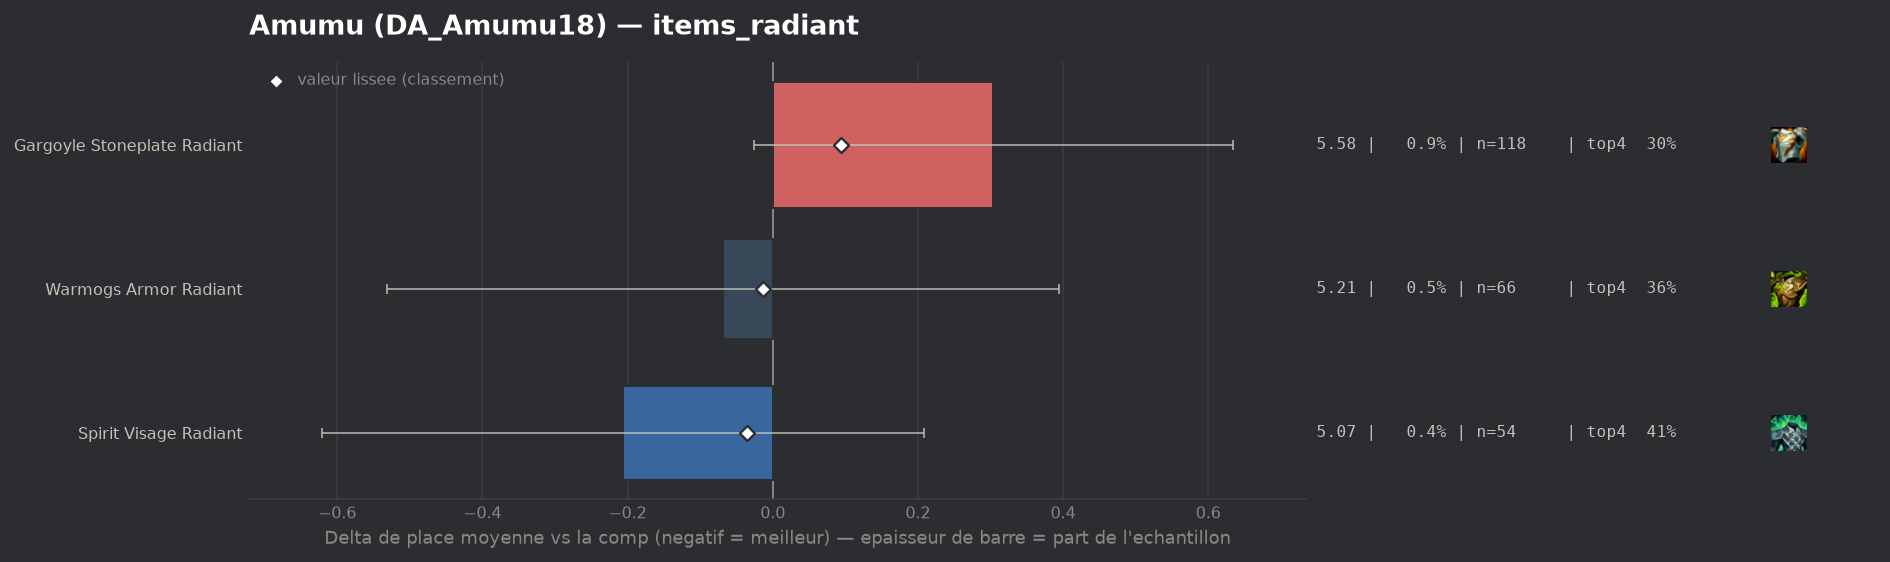 Amumu (DA_Amumu18) — items_radiant
valeur lissee (classement)
Gargoyle Stoneplate Radiant 5.58 | 0.9% | n=118 | top4 30%
Warmogs Armor Radiant 5.21 | 0.5% | n=66 | top4 36%
Spirit Visage Radiant 5.07 | 0.4% | n=54 | top4 41%
−0.6 −0.4 −0.2 0.0 0.2 0.4 0.6
Delta de place moyenne vs la comp (negatif = meilleur) — epaisseur de barre = part de l'echantillon